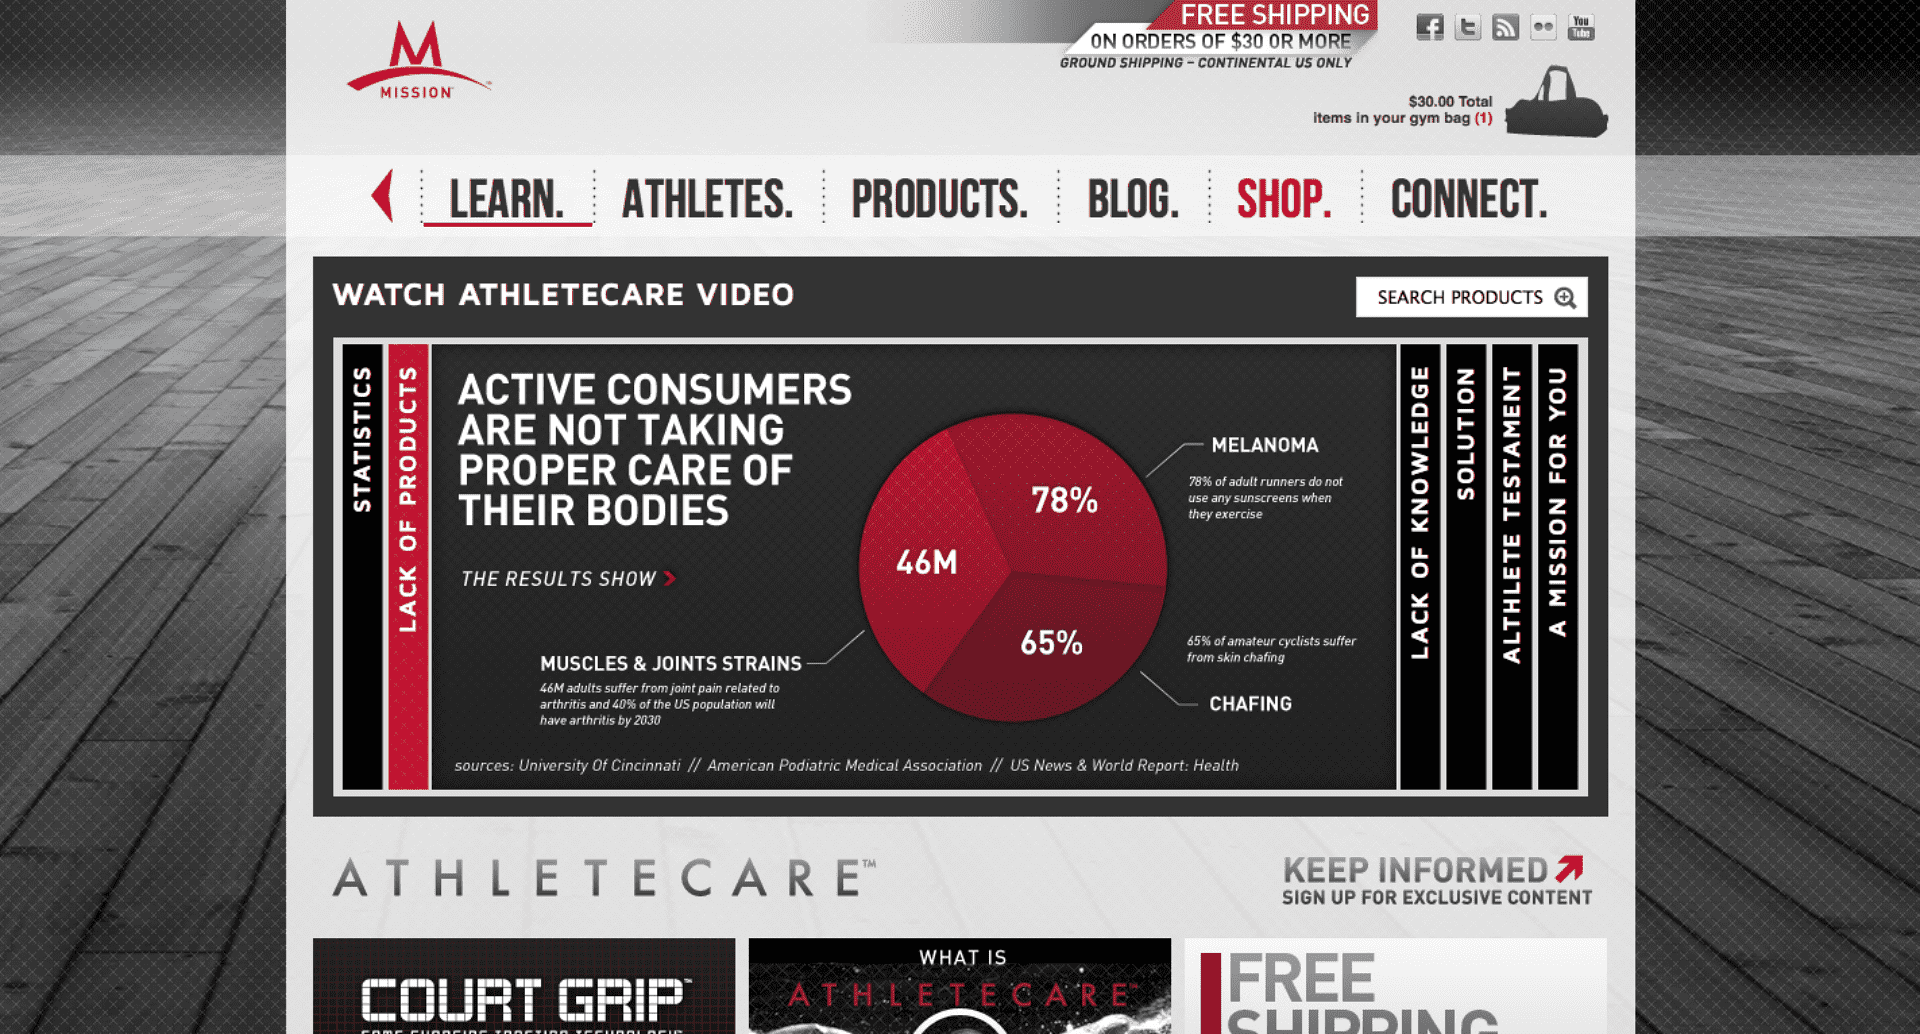 M
MISSION
FREE SHIPPING
ON ORDERS OF $30 OR MORE
GROUND SHIPPING – CONTINENTAL US ONLY
f
t
You
Tube
$30.00 Total
items in your gym bag (1)
LEARN. ATHLETES. PRODUCTS. BLOG. SHOP. CONNECT.
WATCH ATHLETECARE VIDEO
SEARCH PRODUCTS
STATISTICS
LACK OF PRODUCTS
ACTIVE CONSUMERS
ARE NOT TAKING
PROPER CARE OF
THEIR BODIES
THE RESULTS SHOW
46M
78%
65%
MELANOMA
78% of adult runners do not
use any sunscreens when
they exercise
MUSCLES & JOINTS STRAINS
46M adults suffer from joint pain related to
arthritis and 40% of the US population will
have arthritis by 2030
65% of amateur cyclists suffer
from skin chafing
CHAFING
sources: University Of Cincinnati // American Podiatric Medical Association // US News & World Report: Health
LACK OF KNOWLEDGE
SOLUTION
ALTHLETE TESTAMENT
A MISSION FOR YOU
ATHLETECARE™
KEEP INFORMED
SIGN UP FOR EXCLUSIVE CONTENT
COURT GRIP™
WHAT IS
ATHLETECARE™
FREE
SHIPPING